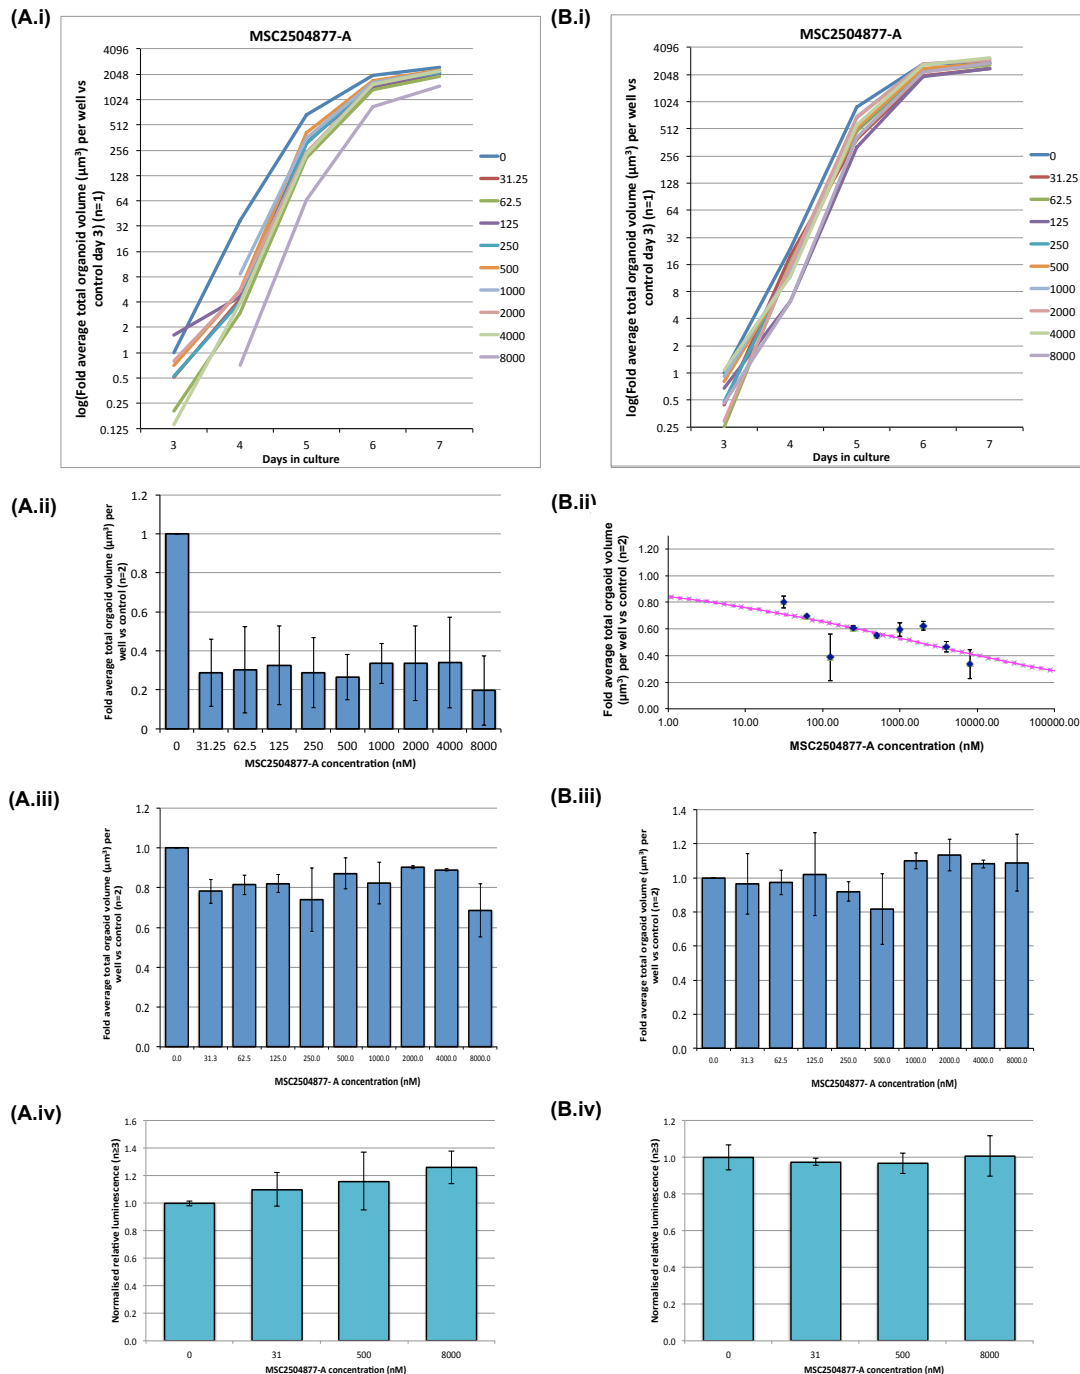 (A.i)
MSC2504877-A
log(Fold average total organoid volume (µm³) per well vs
control day 3) (n=1)
4096
2048
1024
512
256
128
64
32
16
8
4
2
1
0.5
0.25
0.125
3 4 5 6 7
Days in culture
0
31.25
62.5
125
250
500
1000
2000
4000
8000
(B.i)
MSC2504877-A
log(Fold average total organoid volume (µm³) per well vs
control day 3) (n=1)
4096
2048
1024
512
256
128
64
32
16
8
4
2
1
0.5
0.25
3 4 5 6 7
Days in culture
0
31.25
62.5
125
250
500
1000
2000
4000
8000
(A.ii)
Fold average total orgaoid volume (µm³) per
well vs control (n=2)
1.2
1
0.8
0.6
0.4
0.2
0
0 31.25 62.5 125 250 500 1000 2000 4000 8000
MSC2504877-A concentration (nM)
(B.ii)
Fold average total orgaoid volume
(µm³) per well vs control (n=2)
1.20
1.00
0.80
0.60
0.40
0.20
0.00
1.00 10.00 100.00 1000.00 10000.00 100000.00
MSC2504877-A concentration (nM)
(A.iii)
Fold average total orgaoid volume (µm³) per
well vs control (n=2)
1.2
1.0
0.8
0.6
0.4
0.2
0.0
0.0 31.3 62.5 125.0 250.0 500.0 1000.0 2000.0 4000.0 8000.0
MSC2504877- A concentration (nM)
(B.iii)
Fold average total orgaoid volume (µm³) per
well vs control (n=2)
1.4
1.2
1.0
0.8
0.6
0.4
0.2
0.0
0.0 31.3 62.5 125.0 250.0 500.0 1000.0 2000.0 4000.0 8000.0
MSC2504877- A concentration (nM)
(A.iv)
Normalised relative luminescence (n≥3)
1.6
1.4
1.2
1.0
0.8
0.6
0.4
0.2
0.0
0 31 500 8000
MSC2504877-A concentration (nM)
(B.iv)
Normalised relative luminescence (n≥3)
1.2
1.0
0.8
0.6
0.4
0.2
0.0
0 31 500 8000
MSC2504877-A concentration (nM)